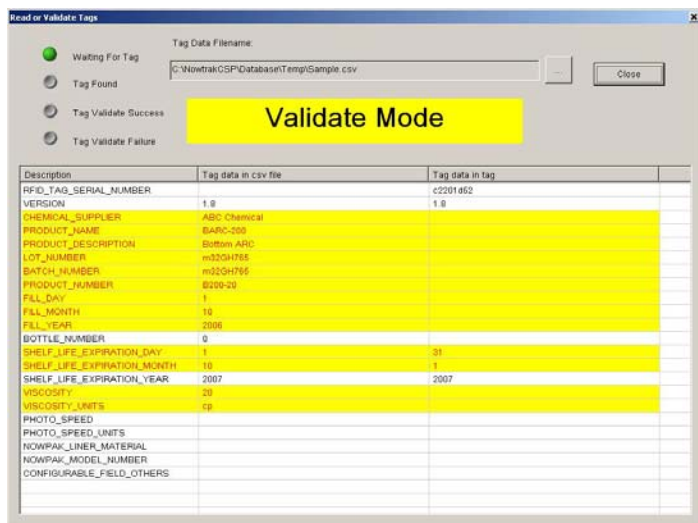 Read or Validate Tags
Waiting For Tag
Tag Found
Tag Validate Success
Tag Validate Failure
Tag Data Filename:
C:\NowtrakCSP\Database\Temp\Sample.csv
...
Close
Validate Mode
Description Tag data in csv file Tag data in tag
RFID_TAG_SERIAL_NUMBER c2201d52
VERSION 1.8 1.8
CHEMICAL_SUPPLIER ABC Chemical
PRODUCT_NAME BARC-200
PRODUCT_DESCRIPTION Bottom ARC
LOT_NUMBER m32GH765
BATCH_NUMBER m32GH765
PRODUCT_NUMBER B200-20
FILL_DAY 1
FILL_MONTH 10
FILL_YEAR 2006
BOTTLE_NUMBER 0
SHELF_LIFE_EXPIRATION_DAY 1 31
SHELF_LIFE_EXPIRATION_MONTH 10 1
SHELF_LIFE_EXPIRATION_YEAR 2007 2007
VISCOSITY 20
VISCOSITY_UNITS cp
PHOTO_SPEED
PHOTO_SPEED_UNITS
NOWPAK_LINER_MATERIAL
NOWPAK_MODEL_NUMBER
CONFIGURABLE_FIELD_OTHERS